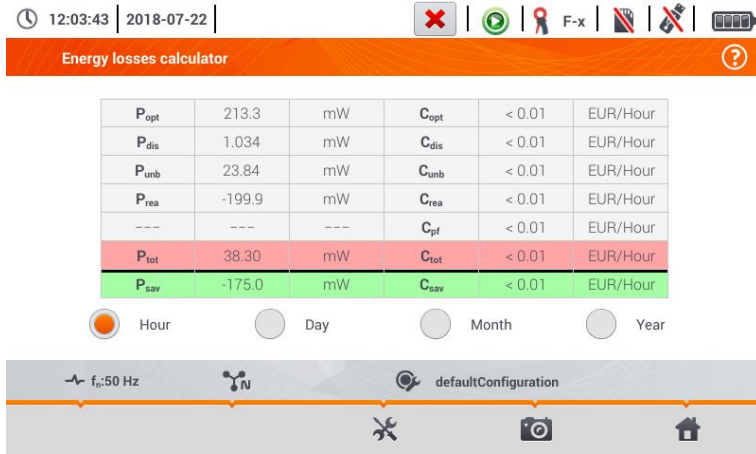 12:03:43 2018-07-22 F-x
Energy losses calculator ?
Popt 213.3 mW Copt < 0.01 EUR/Hour
Pdis 1.034 mW Cdis < 0.01 EUR/Hour
Punb 23.84 mW Cunb < 0.01 EUR/Hour
Prea -199.9 mW Crea < 0.01 EUR/Hour
--- --- --- Cpf < 0.01 EUR/Hour
Ptot 38.30 mW Ctot < 0.01 EUR/Hour
Psav -175.0 mW Csav < 0.01 EUR/Hour
Hour Day Month Year
fn:50 Hz N defaultConfiguration